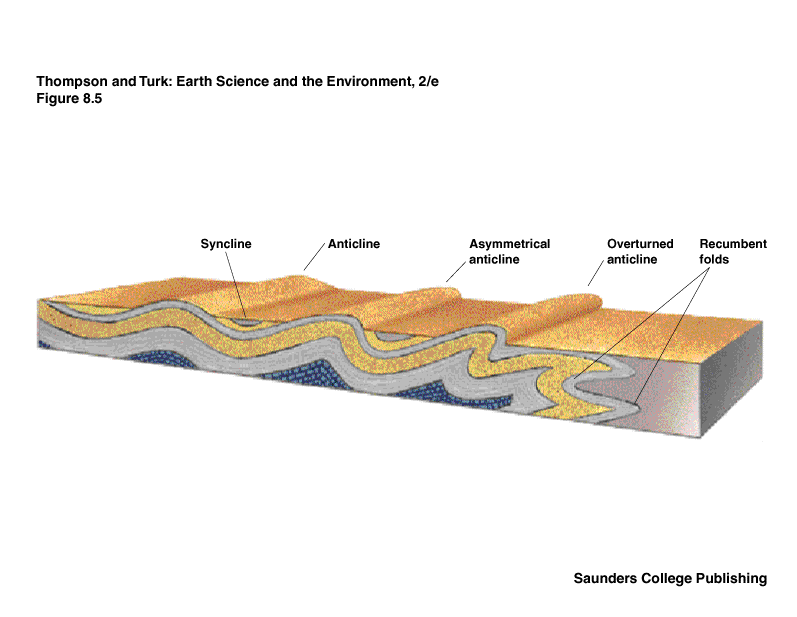 Thompson and Turk: Earth Science and the Environment, 2/e
Figure 8.5
Syncline
Anticline
Asymmetrical
anticline
Overturned
anticline
Recumbent
folds
Saunders College Publishing